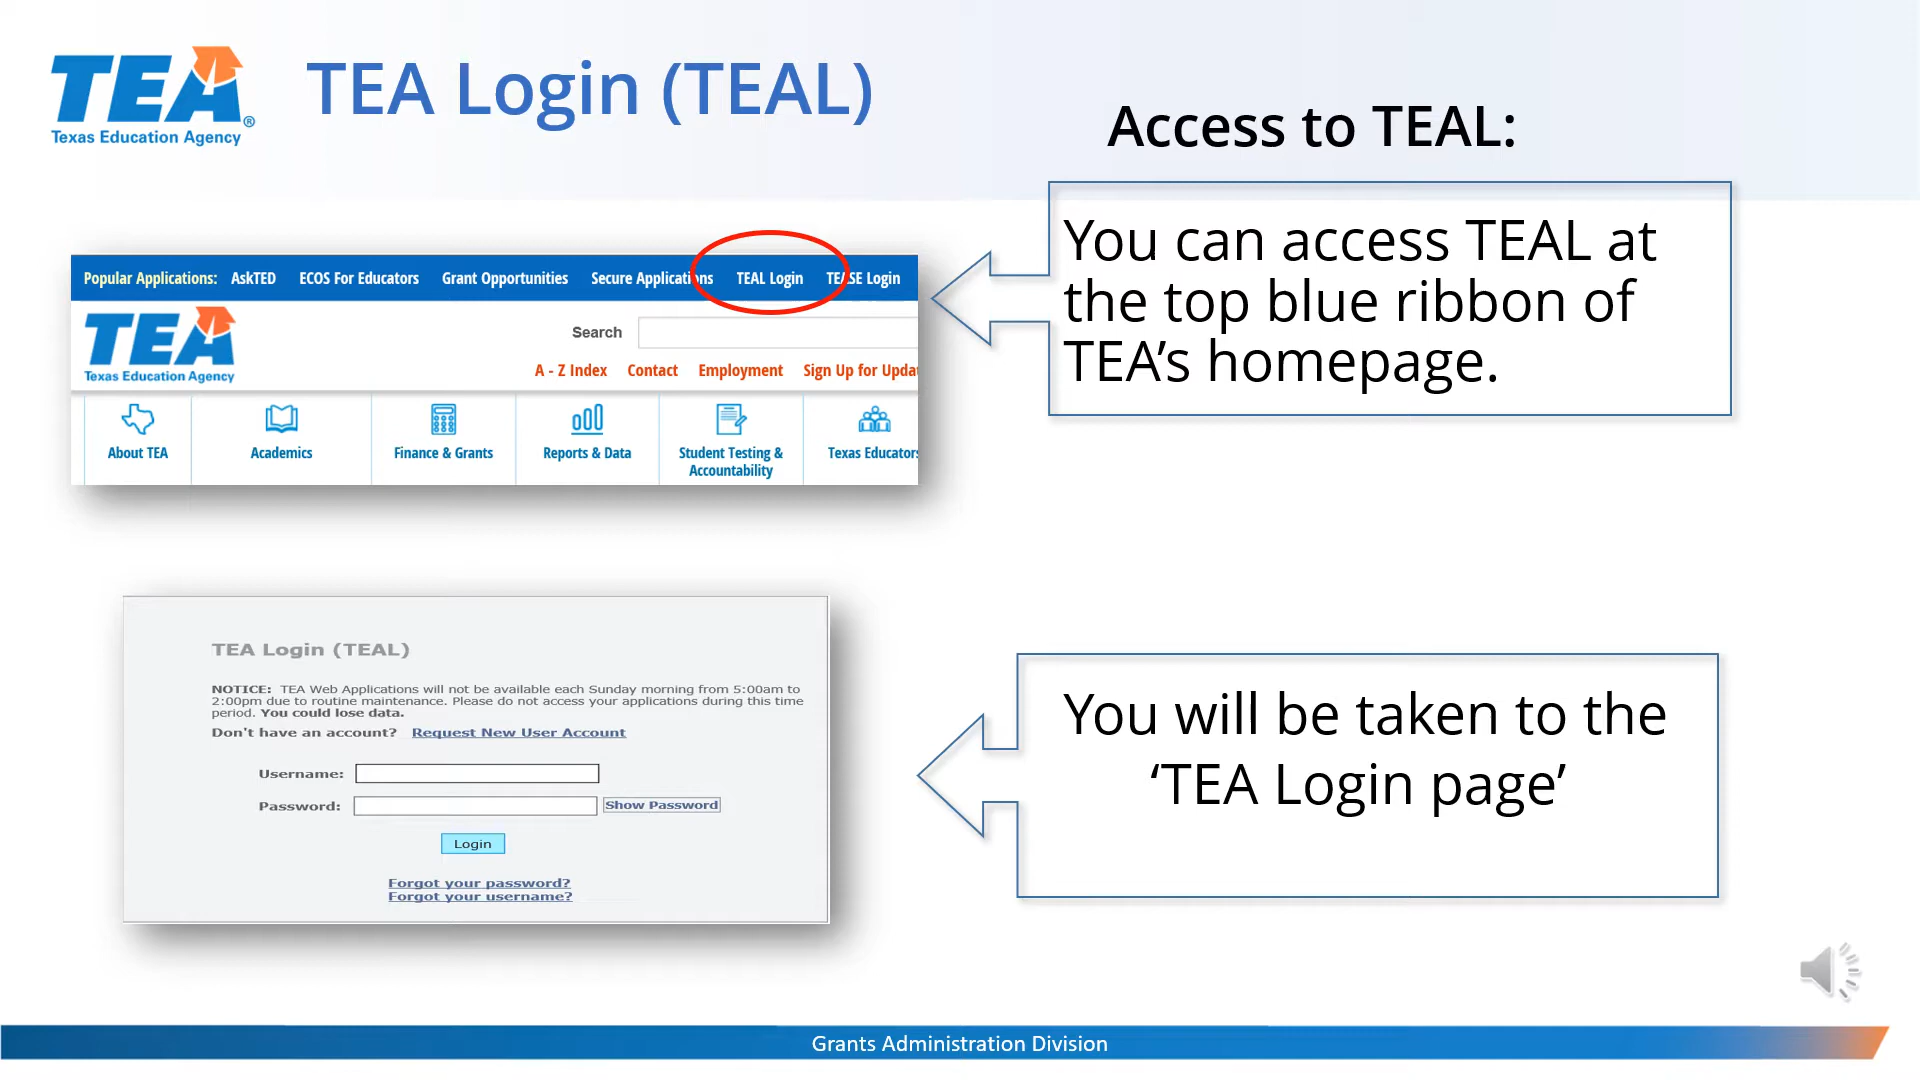 TEA®
Texas Education Agency
TEA Login (TEAL)
Access to TEAL:
Popular Applications: AskTED ECOS For Educators Grant Opportunities Secure Applications TEAL Login TEASE Login
TEA
Texas Education Agency
Search
A - Z Index Contact Employment Sign Up for Upda
About TEA Academics Finance & Grants Reports & Data Student Testing & Texas Educators
Accountability
You can access TEAL at
the top blue ribbon of
TEA’s homepage.
TEA Login (TEAL)
NOTICE: TEA Web Applications will not be available each Sunday morning from 5:00am to
2:00pm due to routine maintenance. Please do not access your applications during this time
period. You could lose data.
Don't have an account? Request New User Account
Username:
Password: Show Password
Login
Forgot your password?
Forgot your username?
You will be taken to the
‘TEA Login page’
Grants Administration Division